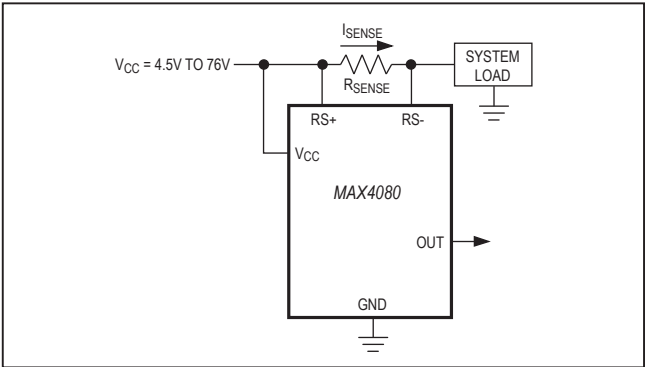 I_SENSE
V_CC = 4.5V TO 76V
R_SENSE
SYSTEM
LOAD
RS+
RS-
V_CC
MAX4080
OUT
GND